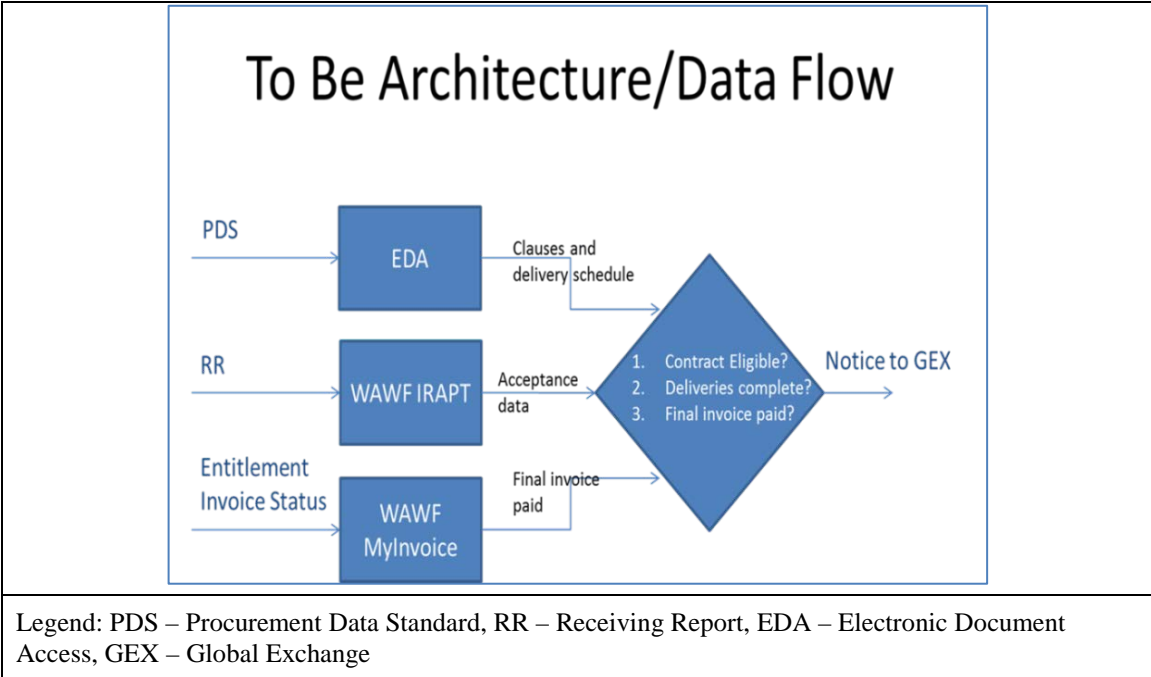 To Be Architecture/Data Flow
PDS
EDA
Clauses and
delivery schedule
RR
WAWF IRAPT
Acceptance
data
1. Contract Eligible?
2. Deliveries complete?
3. Final invoice paid?
Notice to GEX
Entitlement
Invoice Status
WAWF
MyInvoice
Final invoice
paid
Legend: PDS – Procurement Data Standard, RR – Receiving Report, EDA – Electronic Document
Access, GEX – Global Exchange